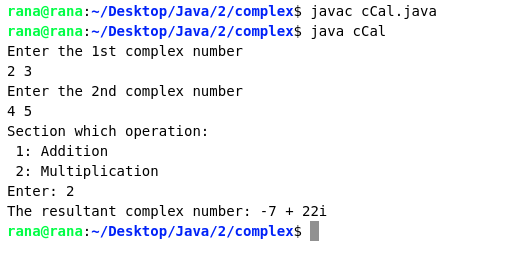 rana@rana:~/Desktop/Java/2/complex$ javac cCal.java
rana@rana:~/Desktop/Java/2/complex$ java cCal
Enter the 1st complex number
2 3
Enter the 2nd complex number
4 5
Section which operation:
 1: Addition
 2: Multiplication
Enter: 2
The resultant complex number: -7 + 22i
rana@rana:~/Desktop/Java/2/complex$